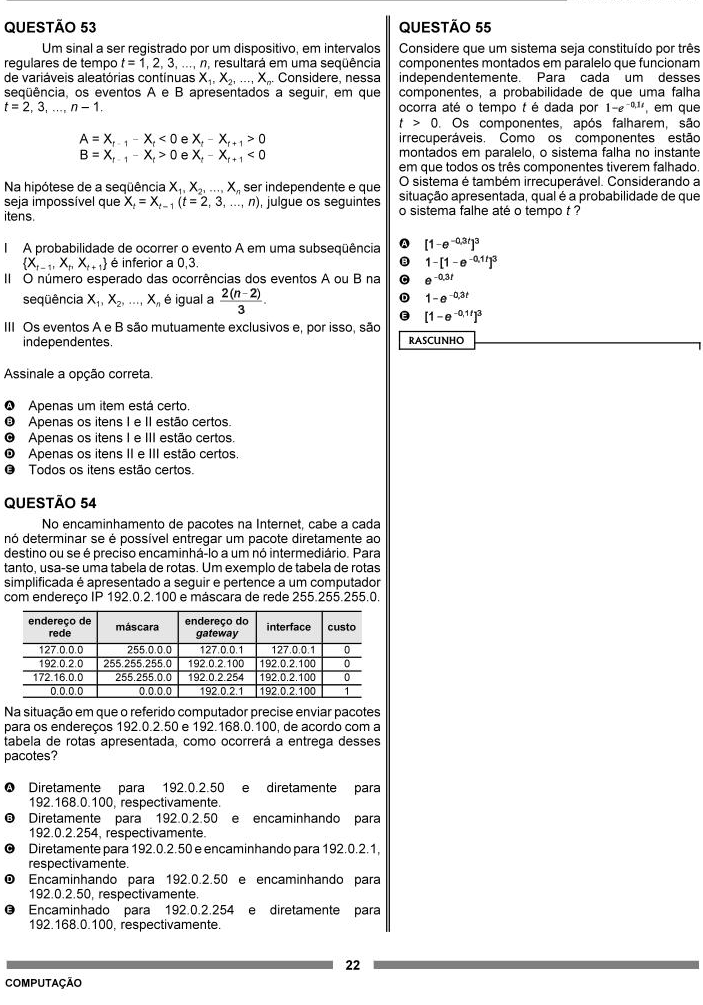 QUESTÃO 53
Um sinal a ser registrado por um dispositivo, em intervalos
regulares de tempo t = 1, 2, 3, ..., n, resultará em uma seqüência
de variáveis aleatórias contínuas X₁, X₂, ..., Xₙ. Considere, nessa
seqüência, os eventos A e B apresentados a seguir, em que
t = 2, 3, ..., n – 1.
A = Xₜ₋₁ – Xₜ < 0 e Xₜ – Xₜ₊₁ > 0
B = Xₜ₋₁ – Xₜ > 0 e Xₜ – Xₜ₊₁ < 0
Na hipótese de a seqüência X₁, X₂, ..., Xₙ ser independente e que
seja impossível que Xₜ = Xₜ₋₁ (t = 2, 3, ..., n), julgue os seguintes
itens.
I A probabilidade de ocorrer o evento A em uma subseqüência
{Xₜ₋₁, Xₜ, Xₜ₊₁} é inferior a 0,3.
II O número esperado das ocorrências dos eventos A ou B na
seqüência X₁, X₂, ..., Xₙ é igual a 2(n–2)/3.
III Os eventos A e B são mutuamente exclusivos e, por isso, são
independentes.
Assinale a opção correta.
A Apenas um item está certo.
B Apenas os itens I e II estão certos.
C Apenas os itens I e III estão certos.
D Apenas os itens II e III estão certos.
E Todos os itens estão certos.
QUESTÃO 54
No encaminhamento de pacotes na Internet, cabe a cada
nó determinar se é possível entregar um pacote diretamente ao
destino ou se é preciso encaminhá-lo a um nó intermediário. Para
tanto, usa-se uma tabela de rotas. Um exemplo de tabela de rotas
simplificada é apresentado a seguir e pertence a um computador
com endereço IP 192.0.2.100 e máscara de rede 255.255.255.0.
endereço de rede máscara endereço do gateway interface custo
127.0.0.0 255.0.0.0 127.0.0.1 127.0.0.1 0
192.0.2.0 255.255.255.0 192.0.2.100 192.0.2.100 0
172.16.0.0 255.255.0.0 192.0.2.254 192.0.2.100 0
0.0.0.0 0.0.0.0 192.0.2.1 192.0.2.100 1
Na situação em que o referido computador precise enviar pacotes
para os endereços 192.0.2.50 e 192.168.0.100, de acordo com a
tabela de rotas apresentada, como ocorrerá a entrega desses
pacotes?
A Diretamente para 192.0.2.50 e diretamente para
192.168.0.100, respectivamente.
B Diretamente para 192.0.2.50 e encaminhando para
192.0.2.254, respectivamente.
C Diretamente para 192.0.2.50 e encaminhando para 192.0.2.1,
respectivamente.
D Encaminhando para 192.0.2.50 e encaminhando para
192.0.2.50, respectivamente.
E Encaminhado para 192.0.2.254 e diretamente para
192.168.0.100, respectivamente.
QUESTÃO 55
Considere que um sistema seja constituído por três
componentes montados em paralelo que funcionam
independentemente. Para cada um desses
componentes, a probabilidade de que uma falha
ocorra até o tempo t é dada por 1–e^–0,1t, em que
t > 0. Os componentes, após falharem, são
irrecuperáveis. Como os componentes estão
montados em paralelo, o sistema falha no instante
em que todos os três componentes tiverem falhado.
O sistema é também irrecuperável. Considerando a
situação apresentada, qual é a probabilidade de que
o sistema falhe até o tempo t ?
A [1–e^–0,3t]³
B 1–[1–e^–0,1t]³
C e^–0,3t
D 1–e^–0,3t
E [1–e^–0,1t]³
RASCUNHO
22
COMPUTAÇÃO